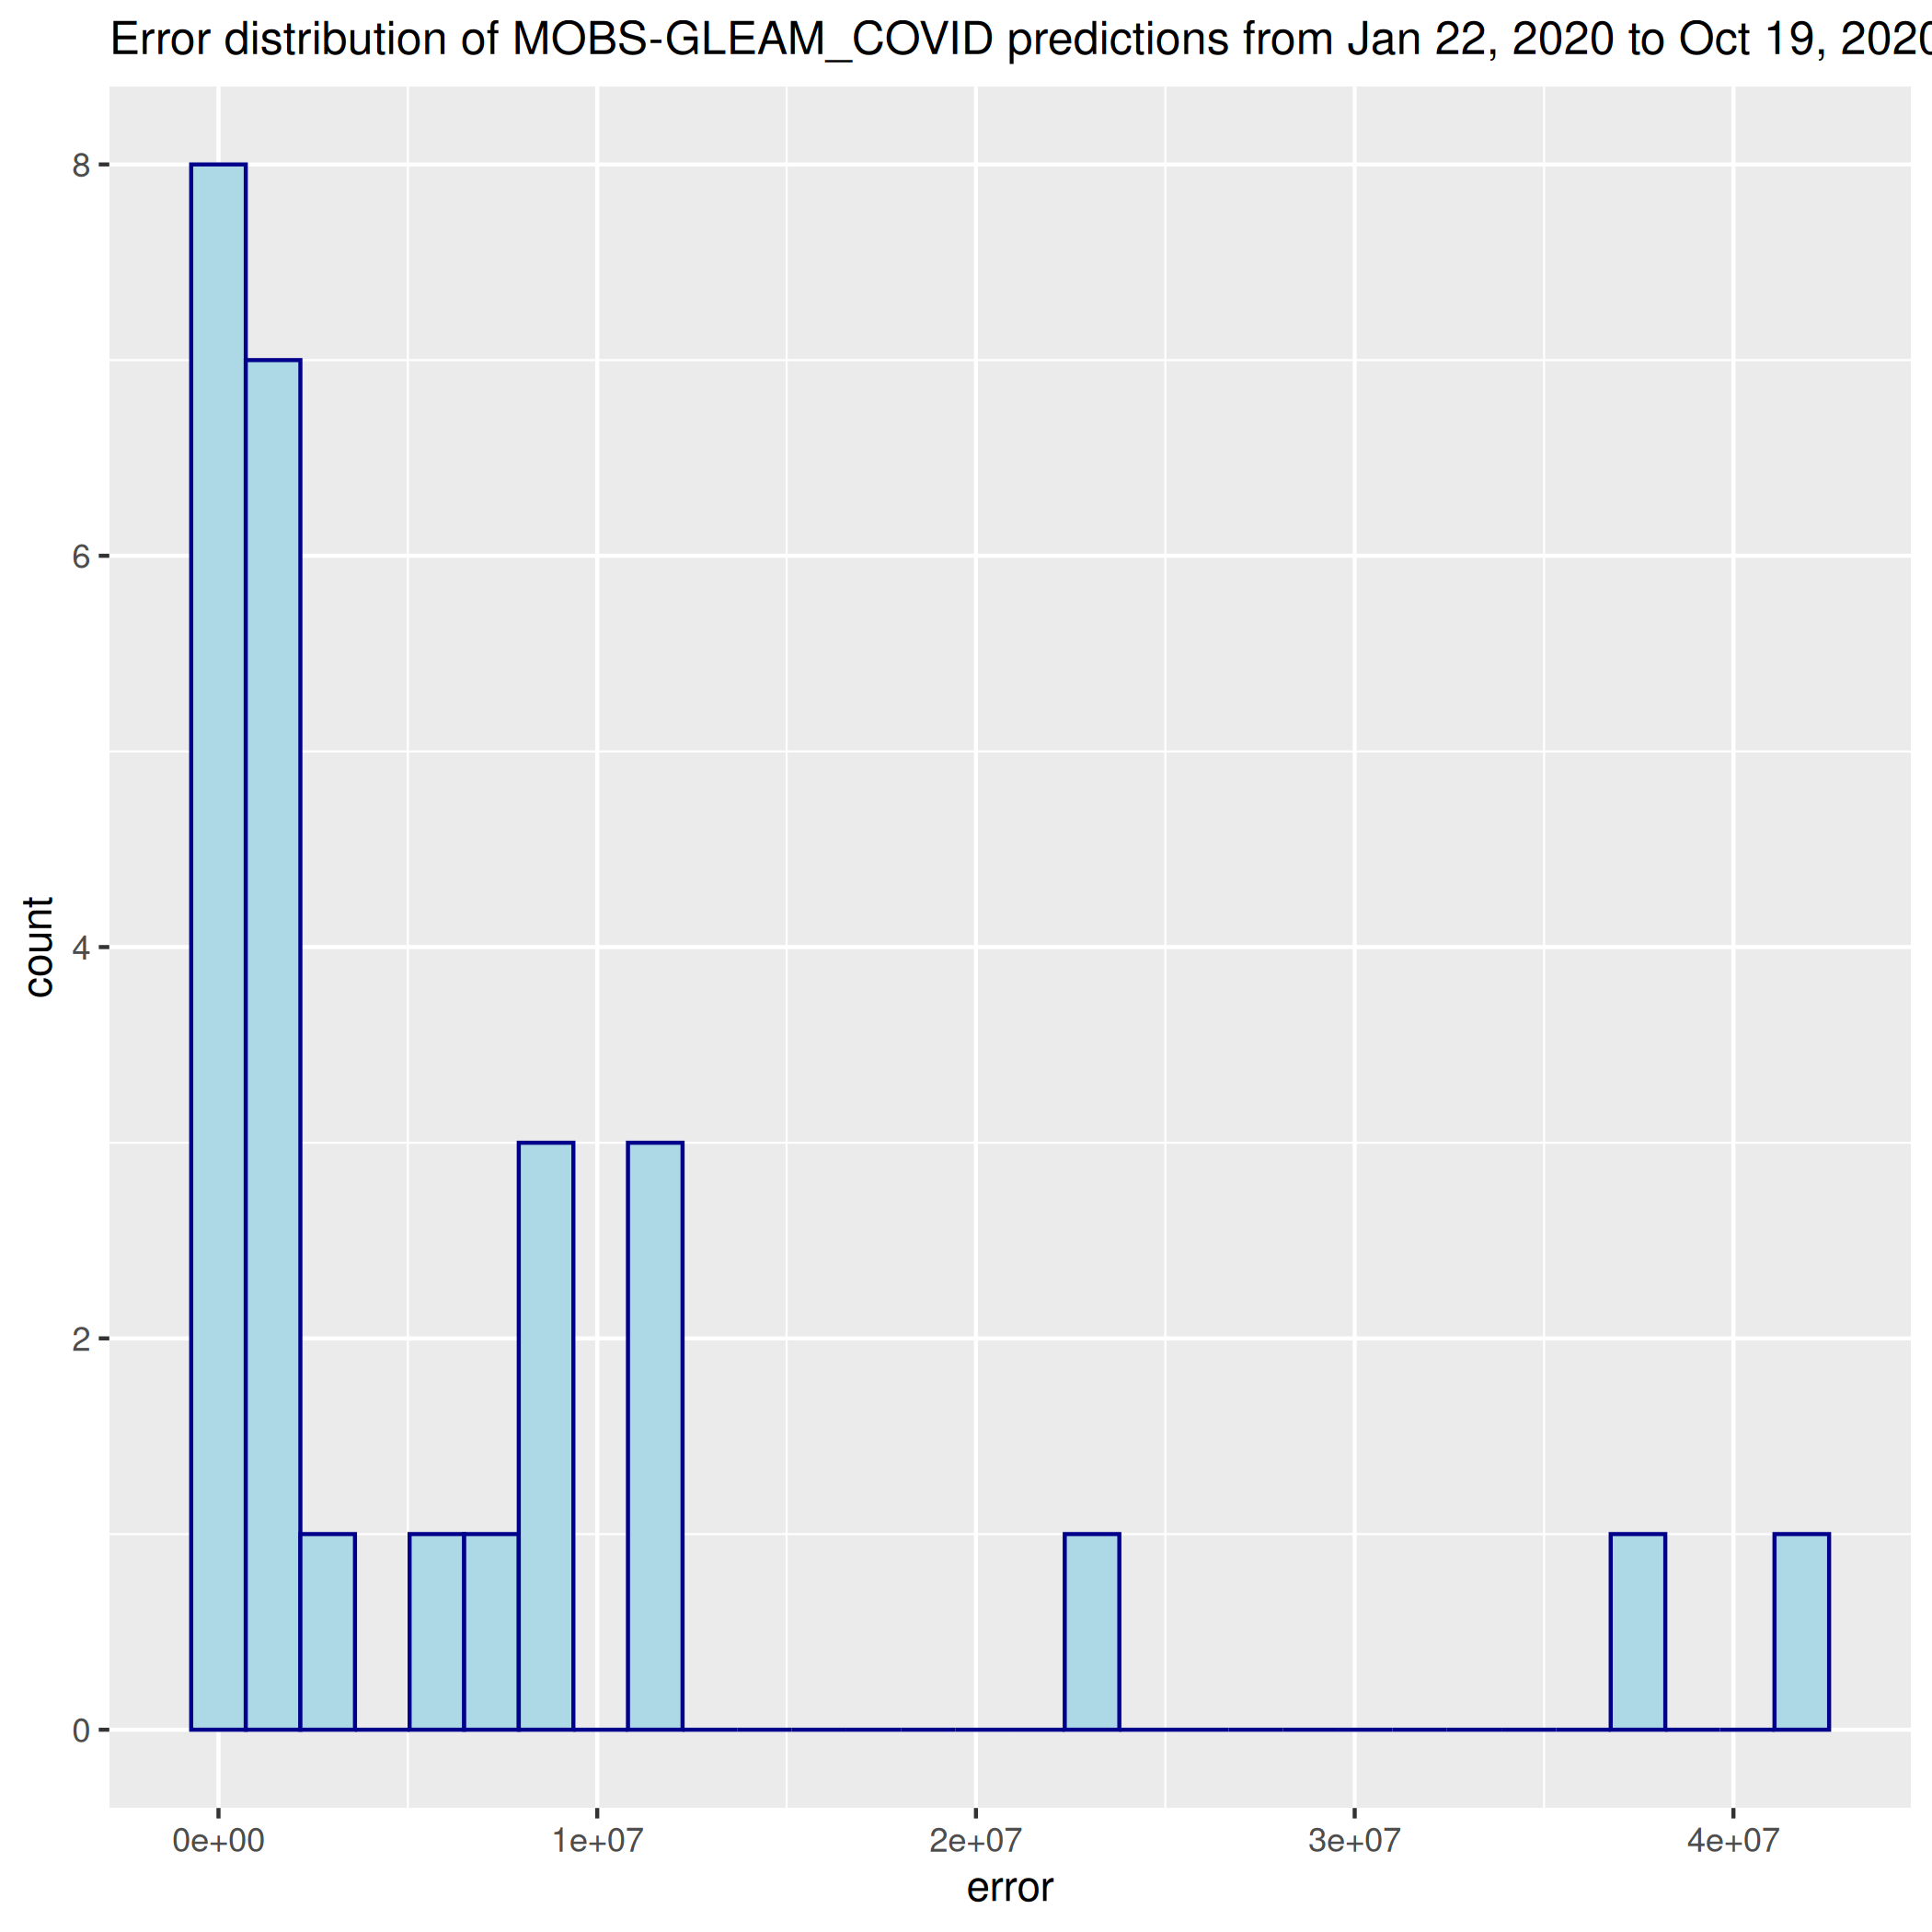 Error distribution of MOBS-GLEAM_COVID predictions from Jan 22, 2020 to Oct 19, 2020
8
6
4
2
0
count
0e+00 1e+07 2e+07 3e+07 4e+07
error